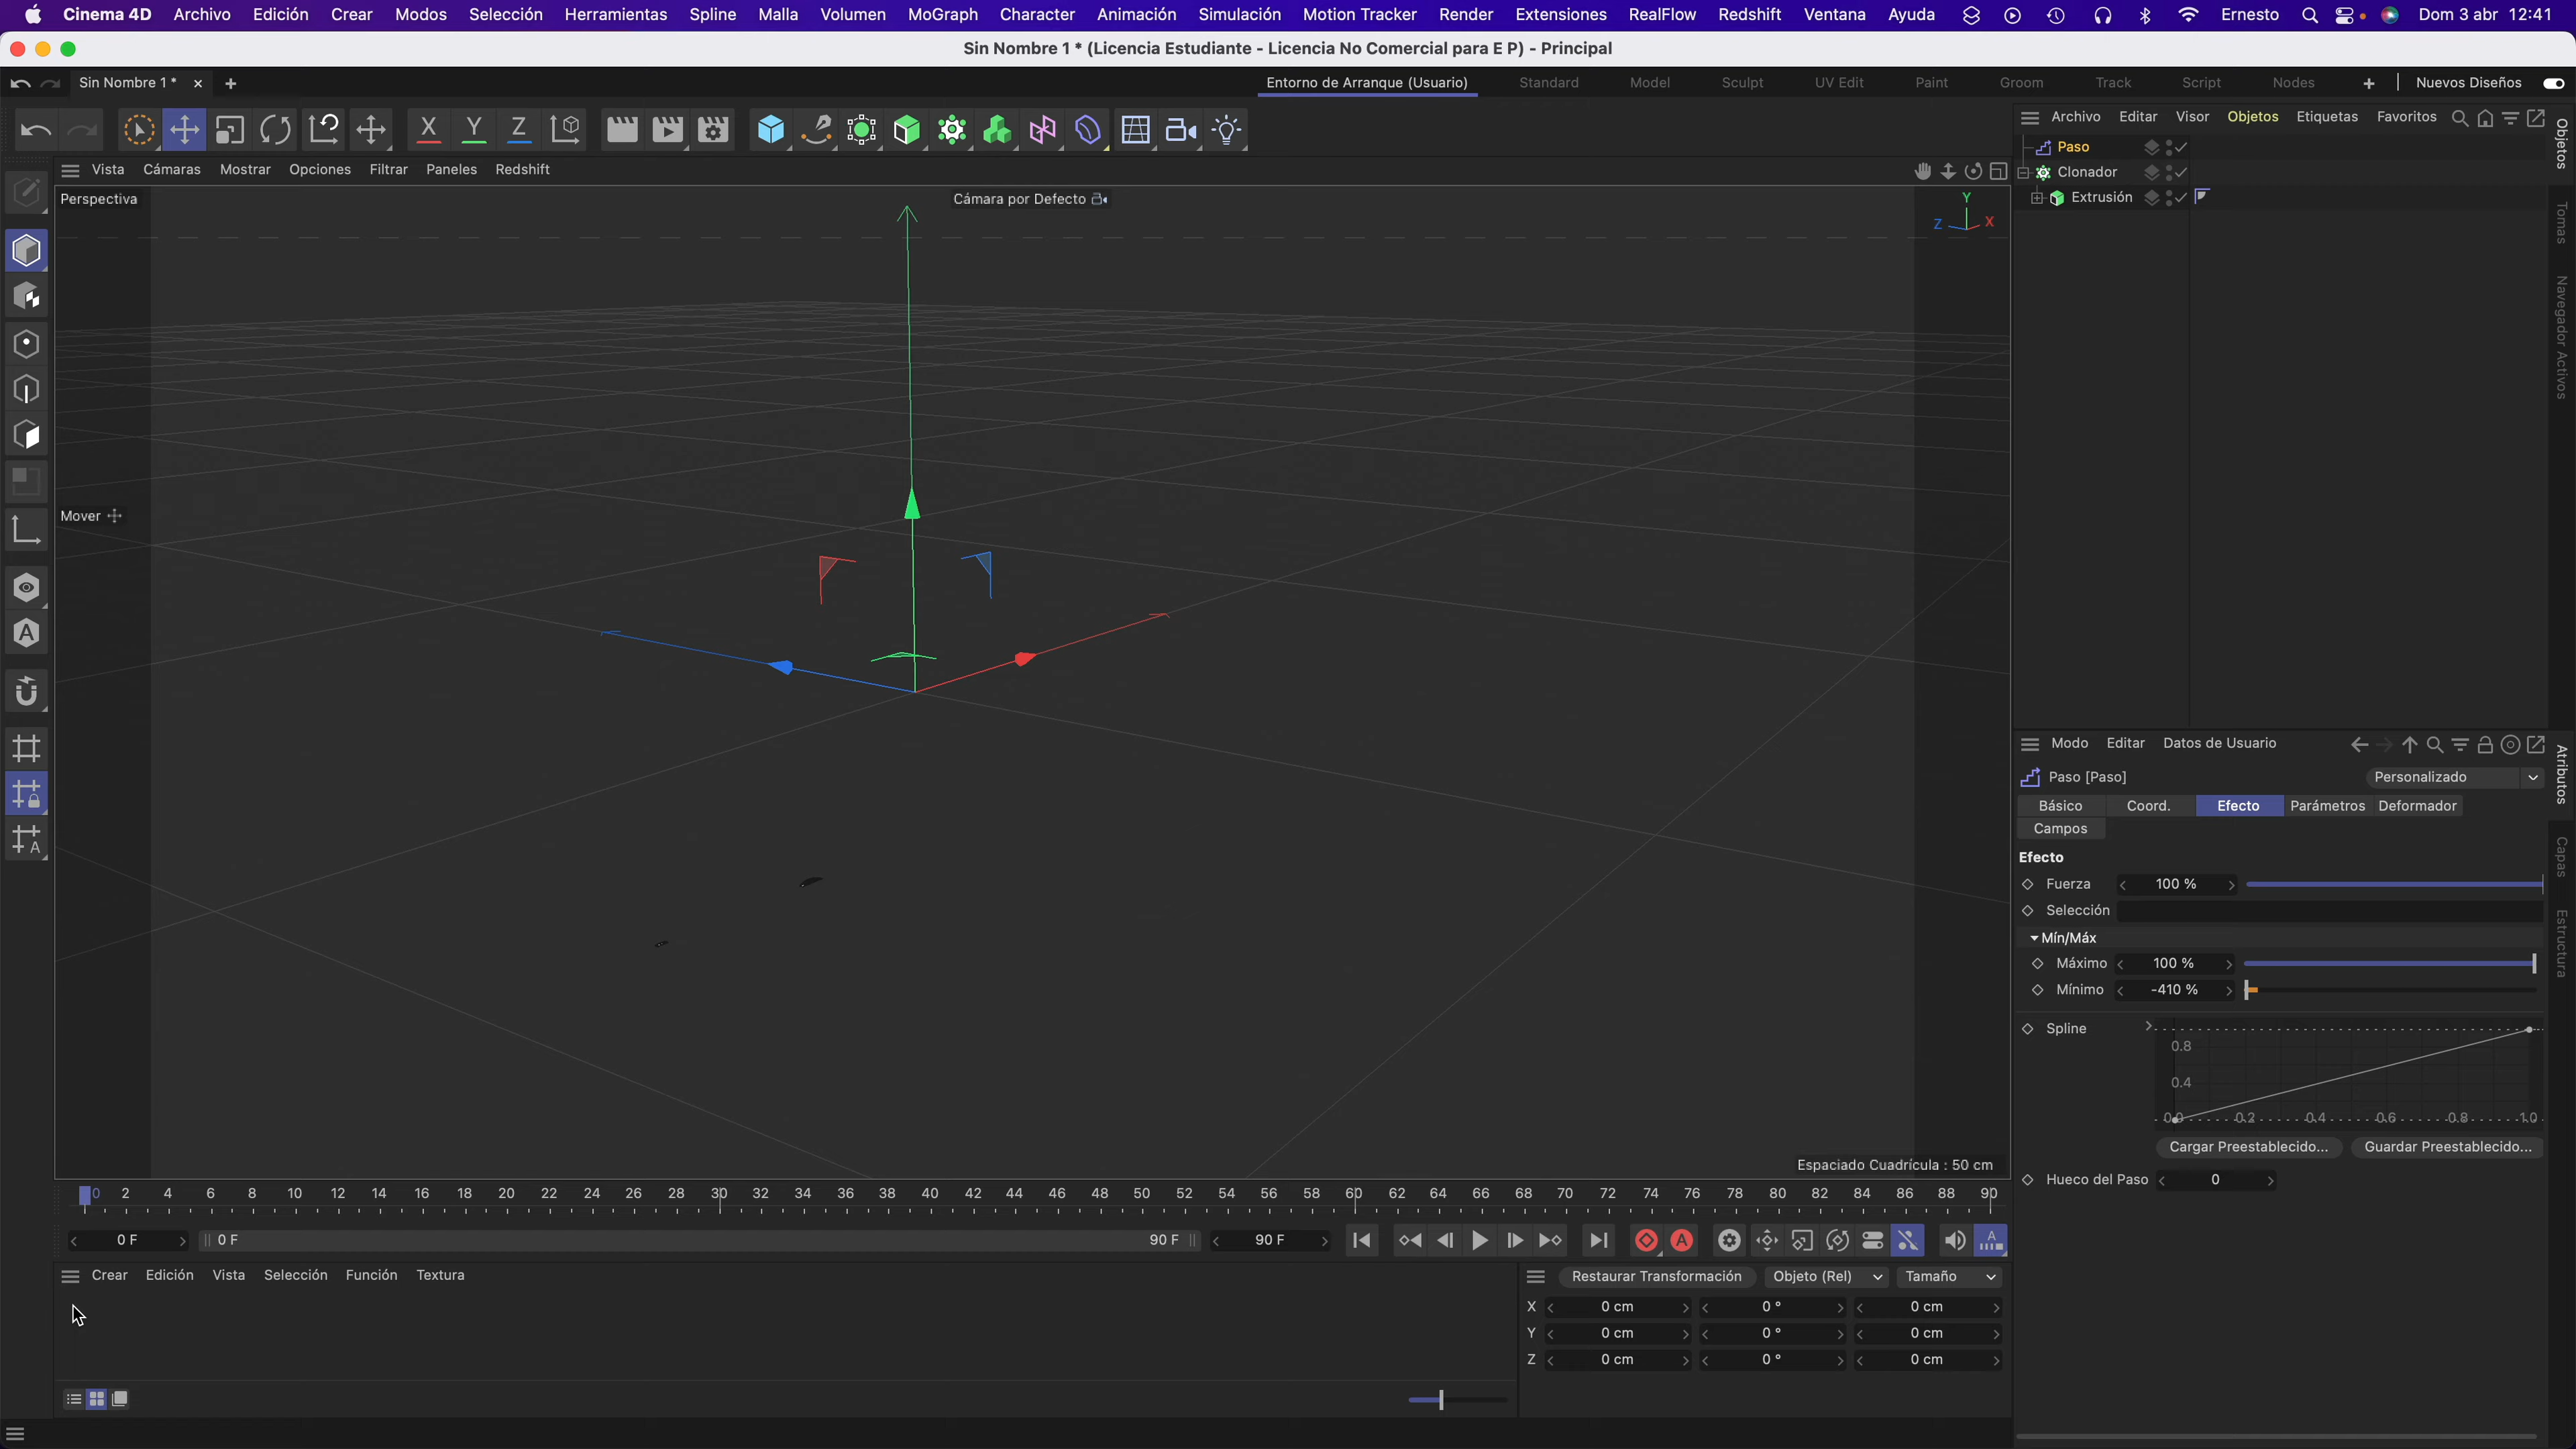 Cinema 4D Archivo Edición Crear Modos Selección Herramientas Spline Malla Volumen MoGraph Character Animación Simulación Motion Tracker Render Extensiones RealFlow Redshift Ventana Ayuda Ernesto Dom 3 abr 12:41
Sin Nombre 1 * (Licencia Estudiante - Licencia No Comercial para E P) - Principal
Sin Nombre 1 * Entorno de Arranque (Usuario) Standard Model Sculpt UV Edit Paint Groom Track Script Nodes Nuevos Diseños
X Y Z
Archivo Editar Visor Objetos Etiquetas Favoritos
Paso
Clonador
Extrusión
Objetos
Tomas
Navegador Activos
Vista Cámaras Mostrar Opciones Filtrar Paneles Redshift
Perspectiva
Cámara por Defecto
Y
Z X
Mover
A
A
Espaciado Cuadrícula : 50 cm
Modo Editar Datos de Usuario
Paso [Paso] Personalizado
Básico Coord. Efecto Parámetros Deformador
Campos
Efecto
Fuerza 100 %
Selección
Mín/Máx
Máximo 100 %
Mínimo -410 %
Spline
0.8
0.4
0.0 0.2 0.4 0.6 0.8 1.0
Cargar Preestablecido... Guardar Preestablecido...
Hueco del Paso 0
Atributos
Capas
Estructura
0 2 4 6 8 10 12 14 16 18 20 22 24 26 28 30 32 34 36 38 40 42 44 46 48 50 52 54 56 58 60 62 64 66 68 70 72 74 76 78 80 82 84 86 88 90
0 F 0 F 90 F 90 F A A
Crear Edición Vista Selección Función Textura
Restaurar Transformación Objeto (Rel) Tamaño
X 0 cm 0 ° 0 cm
Y 0 cm 0 ° 0 cm
Z 0 cm 0 ° 0 cm